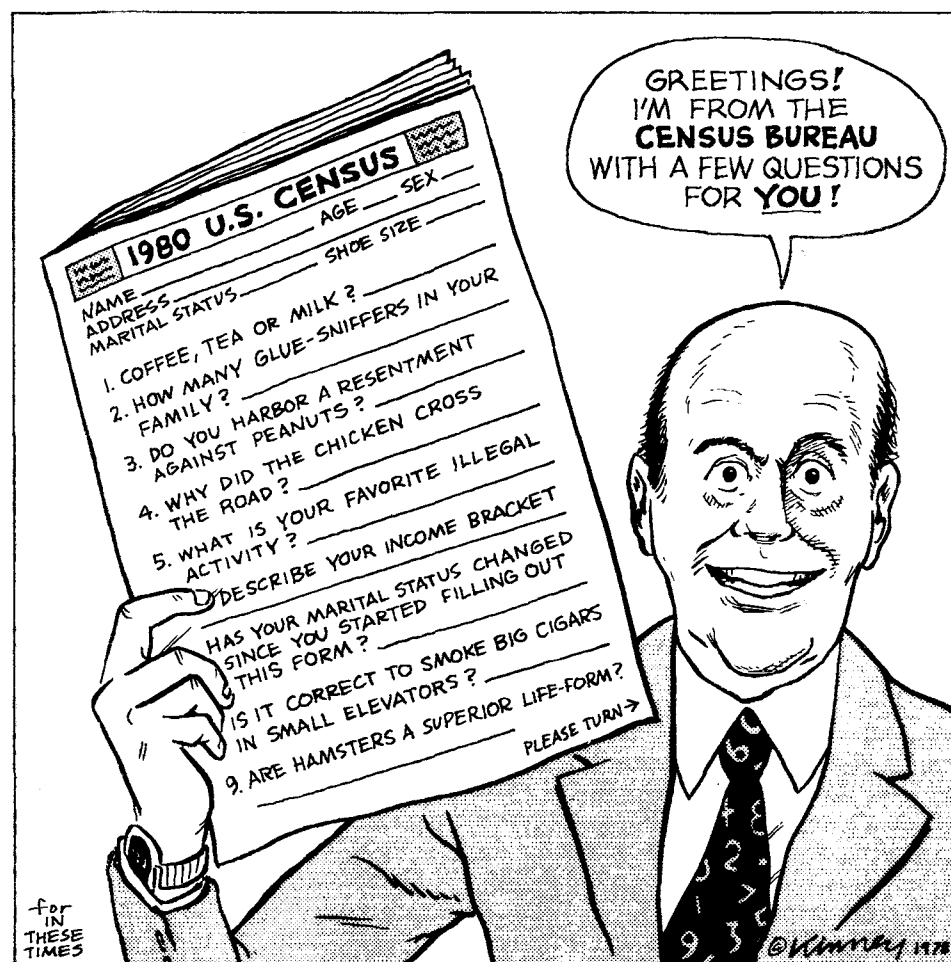 GREETINGS!
I'M FROM THE
CENSUS BUREAU
WITH A FEW QUESTIONS
FOR YOU!
1980 U.S. CENSUS
NAME AGE SEX
ADDRESS
MARITAL STATUS SHOE SIZE
1. COFFEE, TEA OR MILK?
2. HOW MANY GLUE-SNIFFERS IN YOUR
FAMILY?
3. DO YOU HARBOR A RESENTMENT
AGAINST PEANUTS?
4. WHY DID THE CHICKEN CROSS
THE ROAD?
5. WHAT IS YOUR FAVORITE ILLEGAL
ACTIVITY?
DESCRIBE YOUR INCOME BRACKET
HAS YOUR MARITAL STATUS CHANGED
SINCE YOU STARTED FILLING OUT
THIS FORM?
IS IT CORRECT TO SMOKE BIG CIGARS
IN SMALL ELEVATORS?
9. ARE HAMSTERS A SUPERIOR LIFE-FORM?
PLEASE TURN→
for
IN
THESE
TIMES
©Kinney